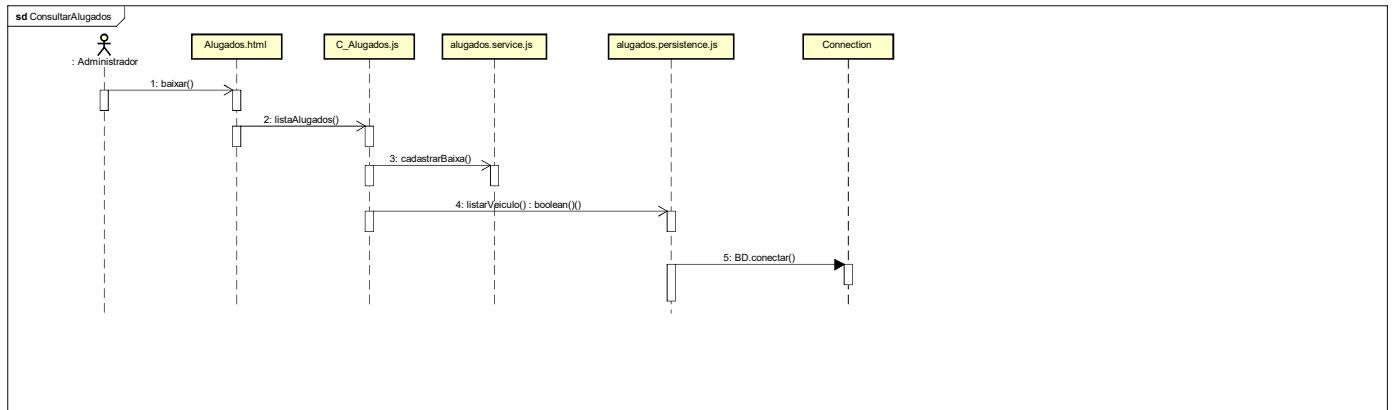 sd ConsultarAlugados
Alugados.html
C_Alugados.js
alugados.service.js
alugados.persistence.js
Connection
: Administrador
1: baixar()
2: listaAlugados()
3: cadastrarBaixa()
4: listarVeiculo() : boolean()()
5: BD.conectar()